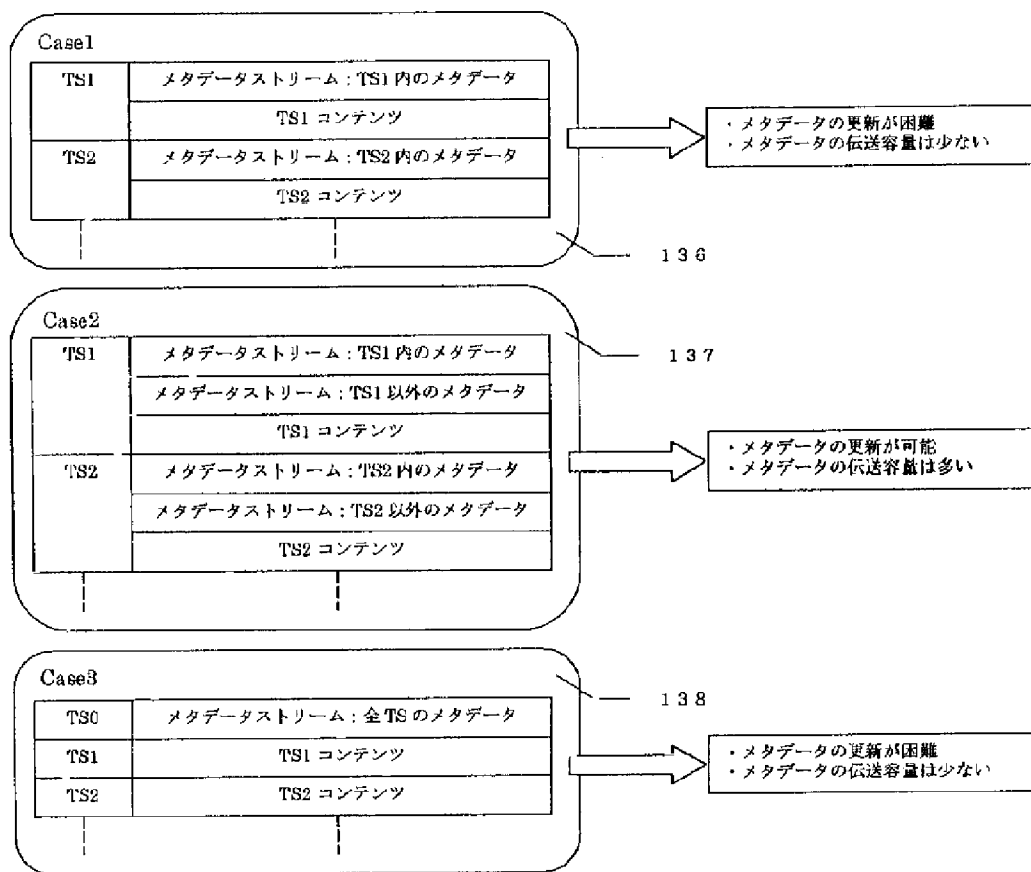 Case1
TS1
メタデータストリーム：TS1 内のメタデータ
TS1 コンテンツ
TS2
メタデータストリーム：TS2 内のメタデータ
TS2 コンテンツ
・メタデータの更新が困難
・メタデータの伝送容量は少ない
１３６
Case2
TS1
メタデータストリーム：TS1 内のメタデータ
メタデータストリーム：TS1 以外のメタデータ
TS1 コンテンツ
TS2
メタデータストリーム：TS2 内のメタデータ
メタデータストリーム：TS2 以外のメタデータ
TS2 コンテンツ
１３７
・メタデータの更新が可能
・メタデータの伝送容量は多い
Case3
TS0
メタデータストリーム：全 TS のメタデータ
TS1
TS1 コンテンツ
TS2
TS2 コンテンツ
１３８
・メタデータの更新が困難
・メタデータの伝送容量は少ない